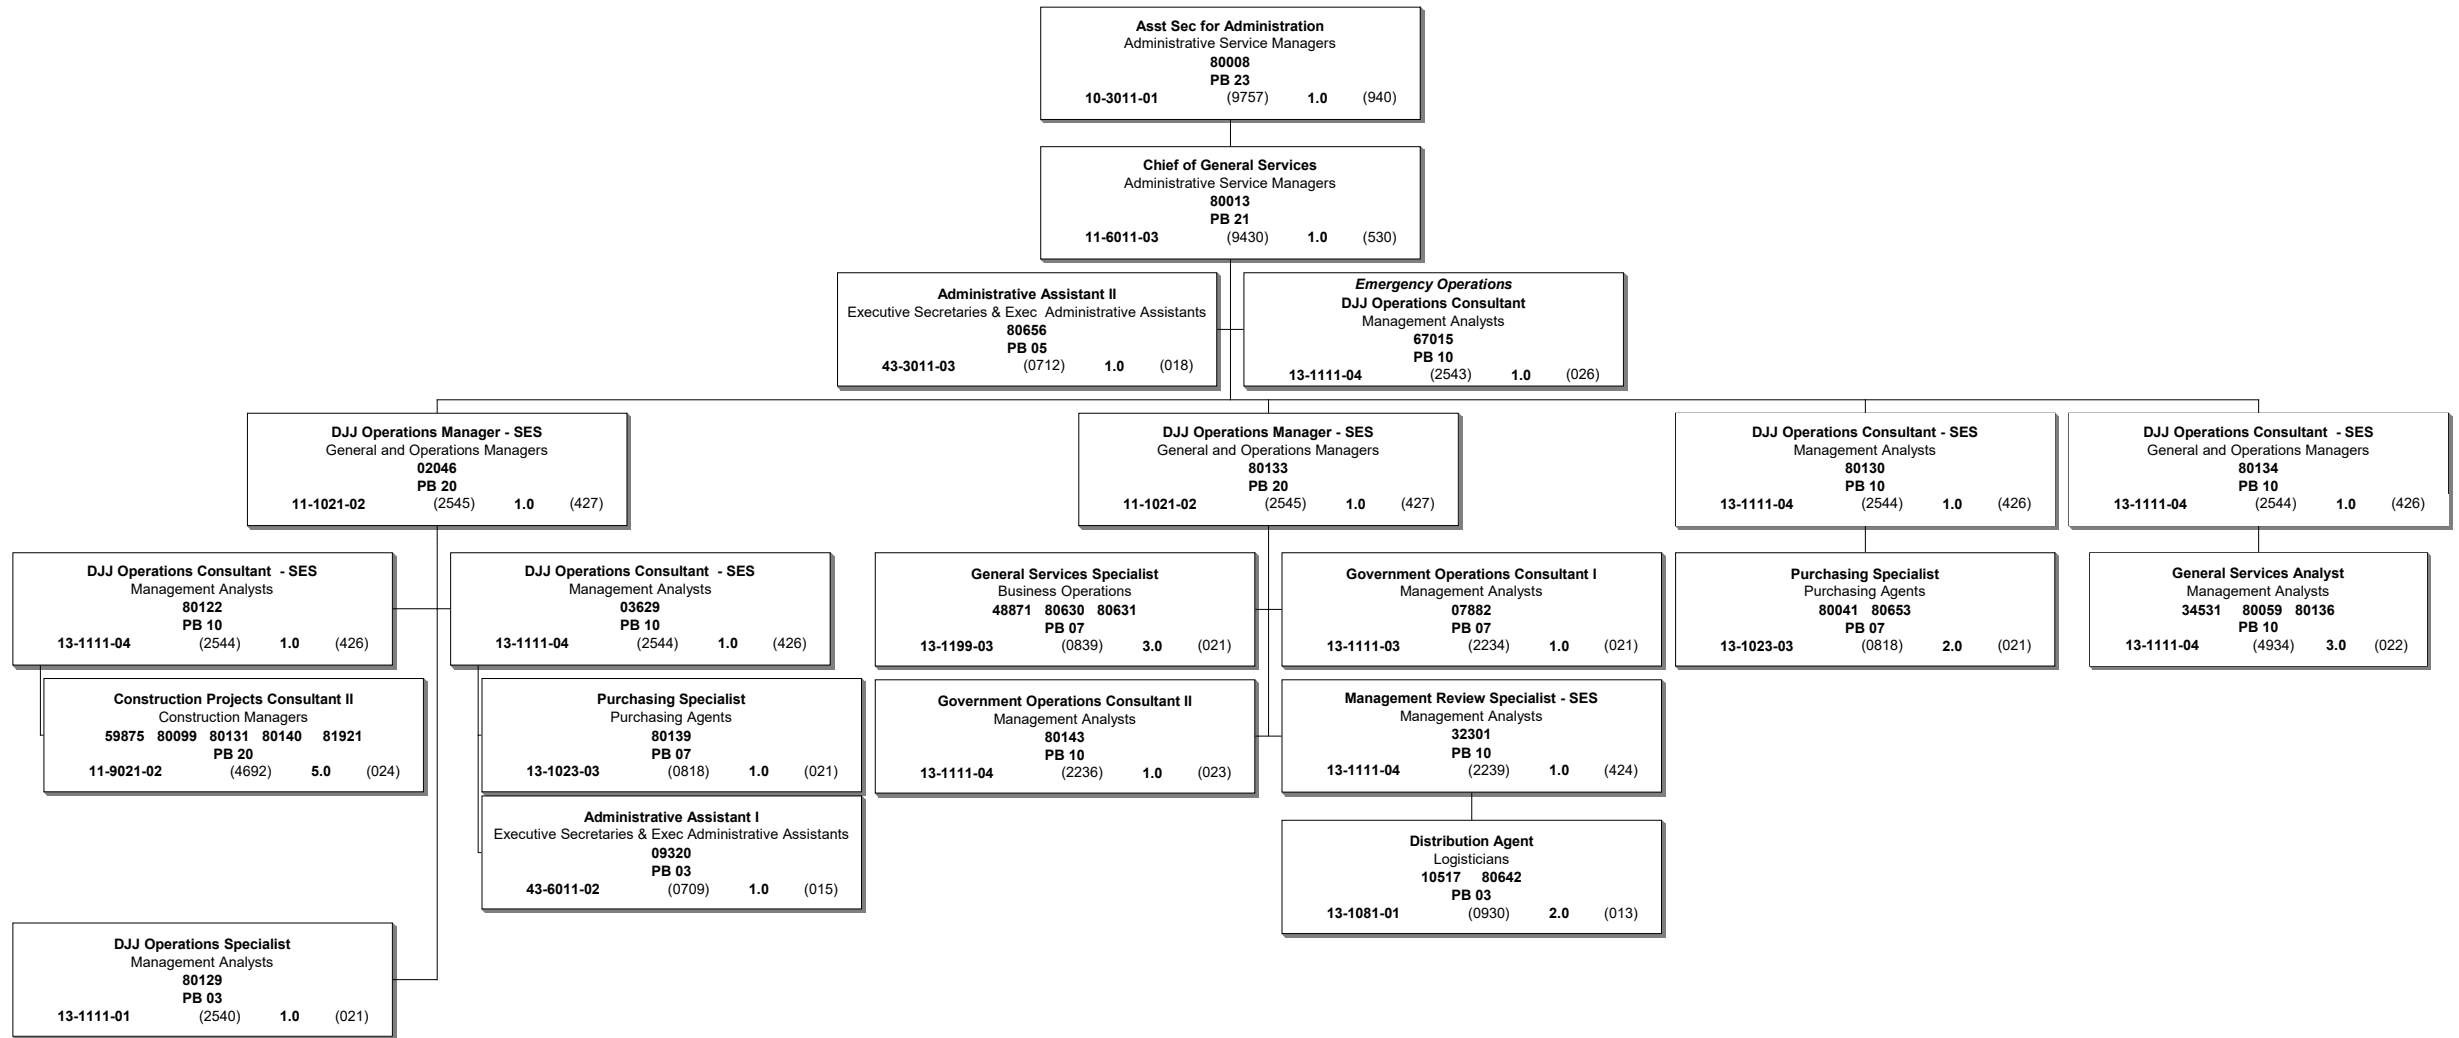 Asst Sec for Administration
Administrative Service Managers
80008
PB 23
10-3011-01 (9757) 1.0 (940)
Chief of General Services
Administrative Service Managers
80013
PB 21
11-6011-03 (9430) 1.0 (530)
Administrative Assistant II
Executive Secretaries & Exec Administrative Assistants
80656
PB 05
43-3011-03 (0712) 1.0 (018)
Emergency Operations
DJJ Operations Consultant
Management Analysts
67015
PB 10
13-1111-04 (2543) 1.0 (026)
DJJ Operations Manager - SES
General and Operations Managers
02046
PB 20
11-1021-02 (2545) 1.0 (427)
DJJ Operations Manager - SES
General and Operations Managers
80133
PB 20
11-1021-02 (2545) 1.0 (427)
DJJ Operations Consultant - SES
Management Analysts
80130
PB 10
13-1111-04 (2544) 1.0 (426)
DJJ Operations Consultant - SES
General and Operations Managers
80134
PB 10
13-1111-04 (2544) 1.0 (426)
DJJ Operations Consultant - SES
Management Analysts
80122
PB 10
13-1111-04 (2544) 1.0 (426)
DJJ Operations Consultant - SES
Management Analysts
03629
PB 10
13-1111-04 (2544) 1.0 (426)
General Services Specialist
Business Operations
48871 80630 80631
PB 07
13-1199-03 (0839) 3.0 (021)
Government Operations Consultant I
Management Analysts
07882
PB 07
13-1111-03 (2234) 1.0 (021)
Purchasing Specialist
Purchasing Agents
80041 80653
PB 07
13-1023-03 (0818) 2.0 (021)
General Services Analyst
Management Analysts
34531 80059 80136
PB 10
13-1111-04 (4934) 3.0 (022)
Construction Projects Consultant II
Construction Managers
59875 80099 80131 80140 81921
PB 20
11-9021-02 (4692) 5.0 (024)
Purchasing Specialist
Purchasing Agents
80139
PB 07
13-1023-03 (0818) 1.0 (021)
Government Operations Consultant II
Management Analysts
80143
PB 10
13-1111-04 (2236) 1.0 (023)
Management Review Specialist - SES
Management Analysts
32301
PB 10
13-1111-04 (2239) 1.0 (424)
Administrative Assistant I
Executive Secretaries & Exec Administrative Assistants
09320
PB 03
43-6011-02 (0709) 1.0 (015)
Distribution Agent
Logisticians
10517 80642
PB 03
13-1081-01 (0930) 2.0 (013)
DJJ Operations Specialist
Management Analysts
80129
PB 03
13-1111-01 (2540) 1.0 (021)